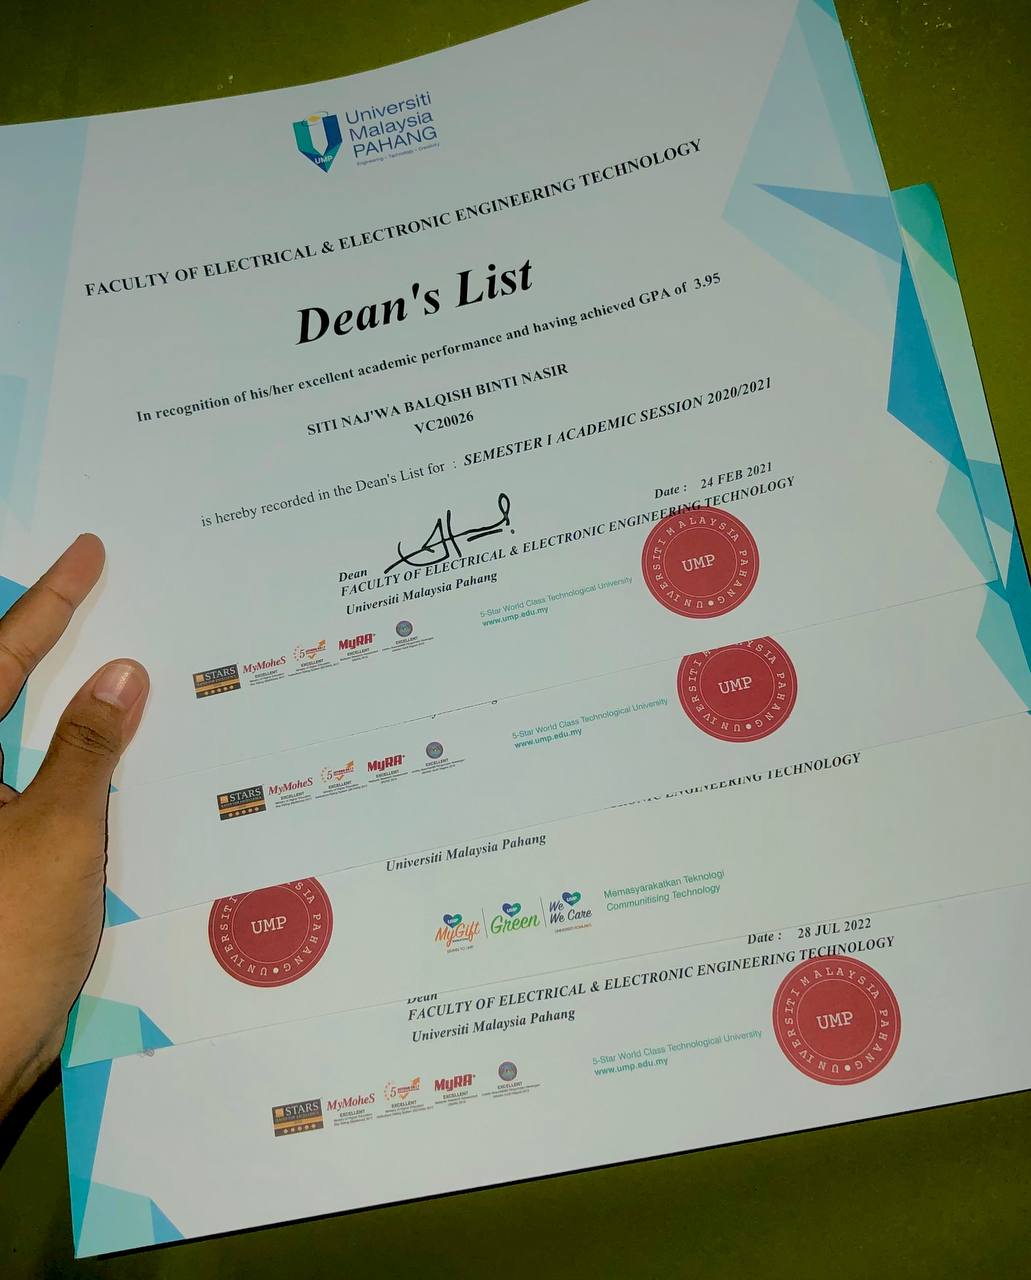 Universiti
Malaysia
PAHANG
Engineering • Technology • Creativity
UMP
FACULTY OF ELECTRICAL & ELECTRONIC ENGINEERING TECHNOLOGY
Dean's List
In recognition of his/her excellent academic performance and having achieved GPA of 3.95
SITI NAJ'WA BALQISH BINTI NASIR
VC20026
is hereby recorded in the Dean's List for : SEMESTER I ACADEMIC SESSION 2020/2021
Date : 24 FEB 2021
Dean
FACULTY OF ELECTRICAL & ELECTRONIC ENGINEERING TECHNOLOGY
Universiti Malaysia Pahang
5-Star World Class Technological University
www.ump.edu.my
UNIVERSITI MALAYSIA PAHANG
UMP
STARS
MyMoheS
EXCELLENT
5
EXCELLENT
MyRA
EXCELLENT
5-Star World Class Technological University
www.ump.edu.my
UNIVERSITI MALAYSIA PAHANG
UMP
STARS
MyMoheS
EXCELLENT
5
EXCELLENT
MyRA
EXCELLENT
ENGINEERING TECHNOLOGY
Universiti Malaysia Pahang
UMP
UMP
MyGift
UMP
Green
UMP
We
We Care
Memasyarakatkan Teknologi
Communitising Technology
Date : 28 JUL 2022
Dean
FACULTY OF ELECTRICAL & ELECTRONIC ENGINEERING TECHNOLOGY
Universiti Malaysia Pahang
5-Star World Class Technological University
www.ump.edu.my
UNIVERSITI MALAYSIA PAHANG
UMP
STARS
MyMoheS
EXCELLENT
5
EXCELLENT
MyRA
EXCELLENT